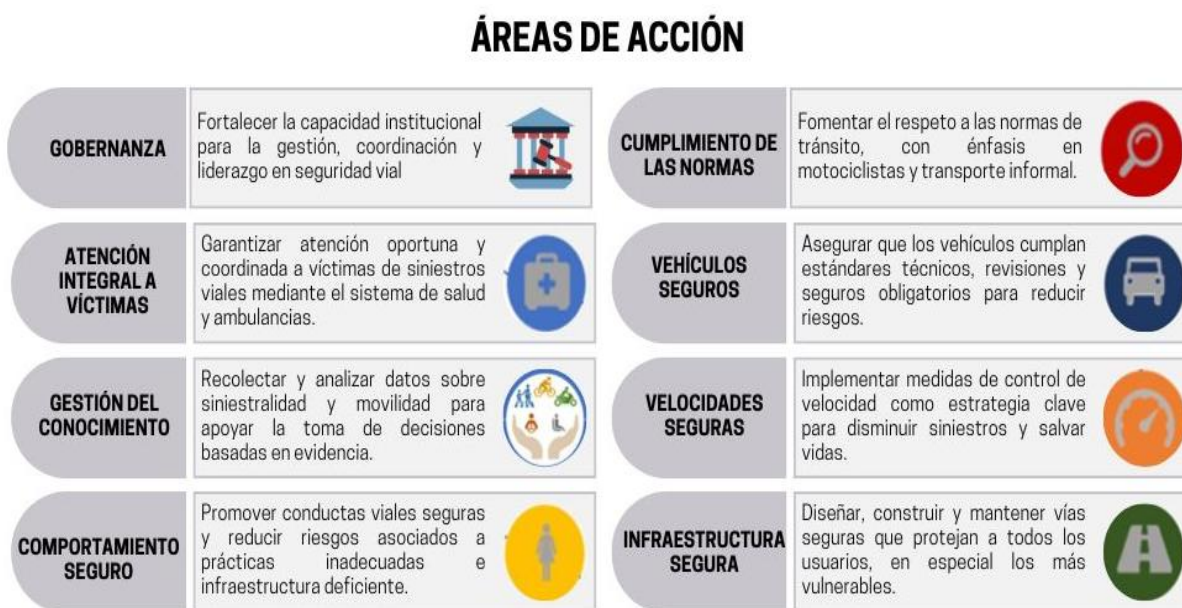 ÁREAS DE ACCIÓN
GOBERNANZA
Fortalecer la capacidad institucional
para la gestión, coordinación y
liderazgo en seguridad vial
ATENCIÓN
INTEGRAL A
VÍCTIMAS
Garantizar atención oportuna y
coordinada a víctimas de siniestros
viales mediante el sistema de salud
y ambulancias.
GESTIÓN DEL
CONOCIMIENTO
Recolectar y analizar datos sobre
siniestralidad y movilidad para
apoyar la toma de decisiones
basadas en evidencia.
COMPORTAMIENTO
SEGURO
Promover conductas viales seguras
y reducir riesgos asociados a
prácticas inadecuadas e
infraestructura deficiente.
CUMPLIMIENTO DE
LAS NORMAS
Fomentar el respeto a las normas de
tránsito, con énfasis en
motociclistas y transporte informal.
VEHÍCULOS
SEGUROS
Asegurar que los vehículos cumplan
estándares técnicos, revisiones y
seguros obligatorios para reducir
riesgos.
VELOCIDADES
SEGURAS
Implementar medidas de control de
velocidad como estrategia clave
para disminuir siniestros y salvar
vidas.
INFRAESTRUCTURA
SEGURA
Diseñar, construir y mantener vías
seguras que protejan a todos los
usuarios, en especial los más
vulnerables.